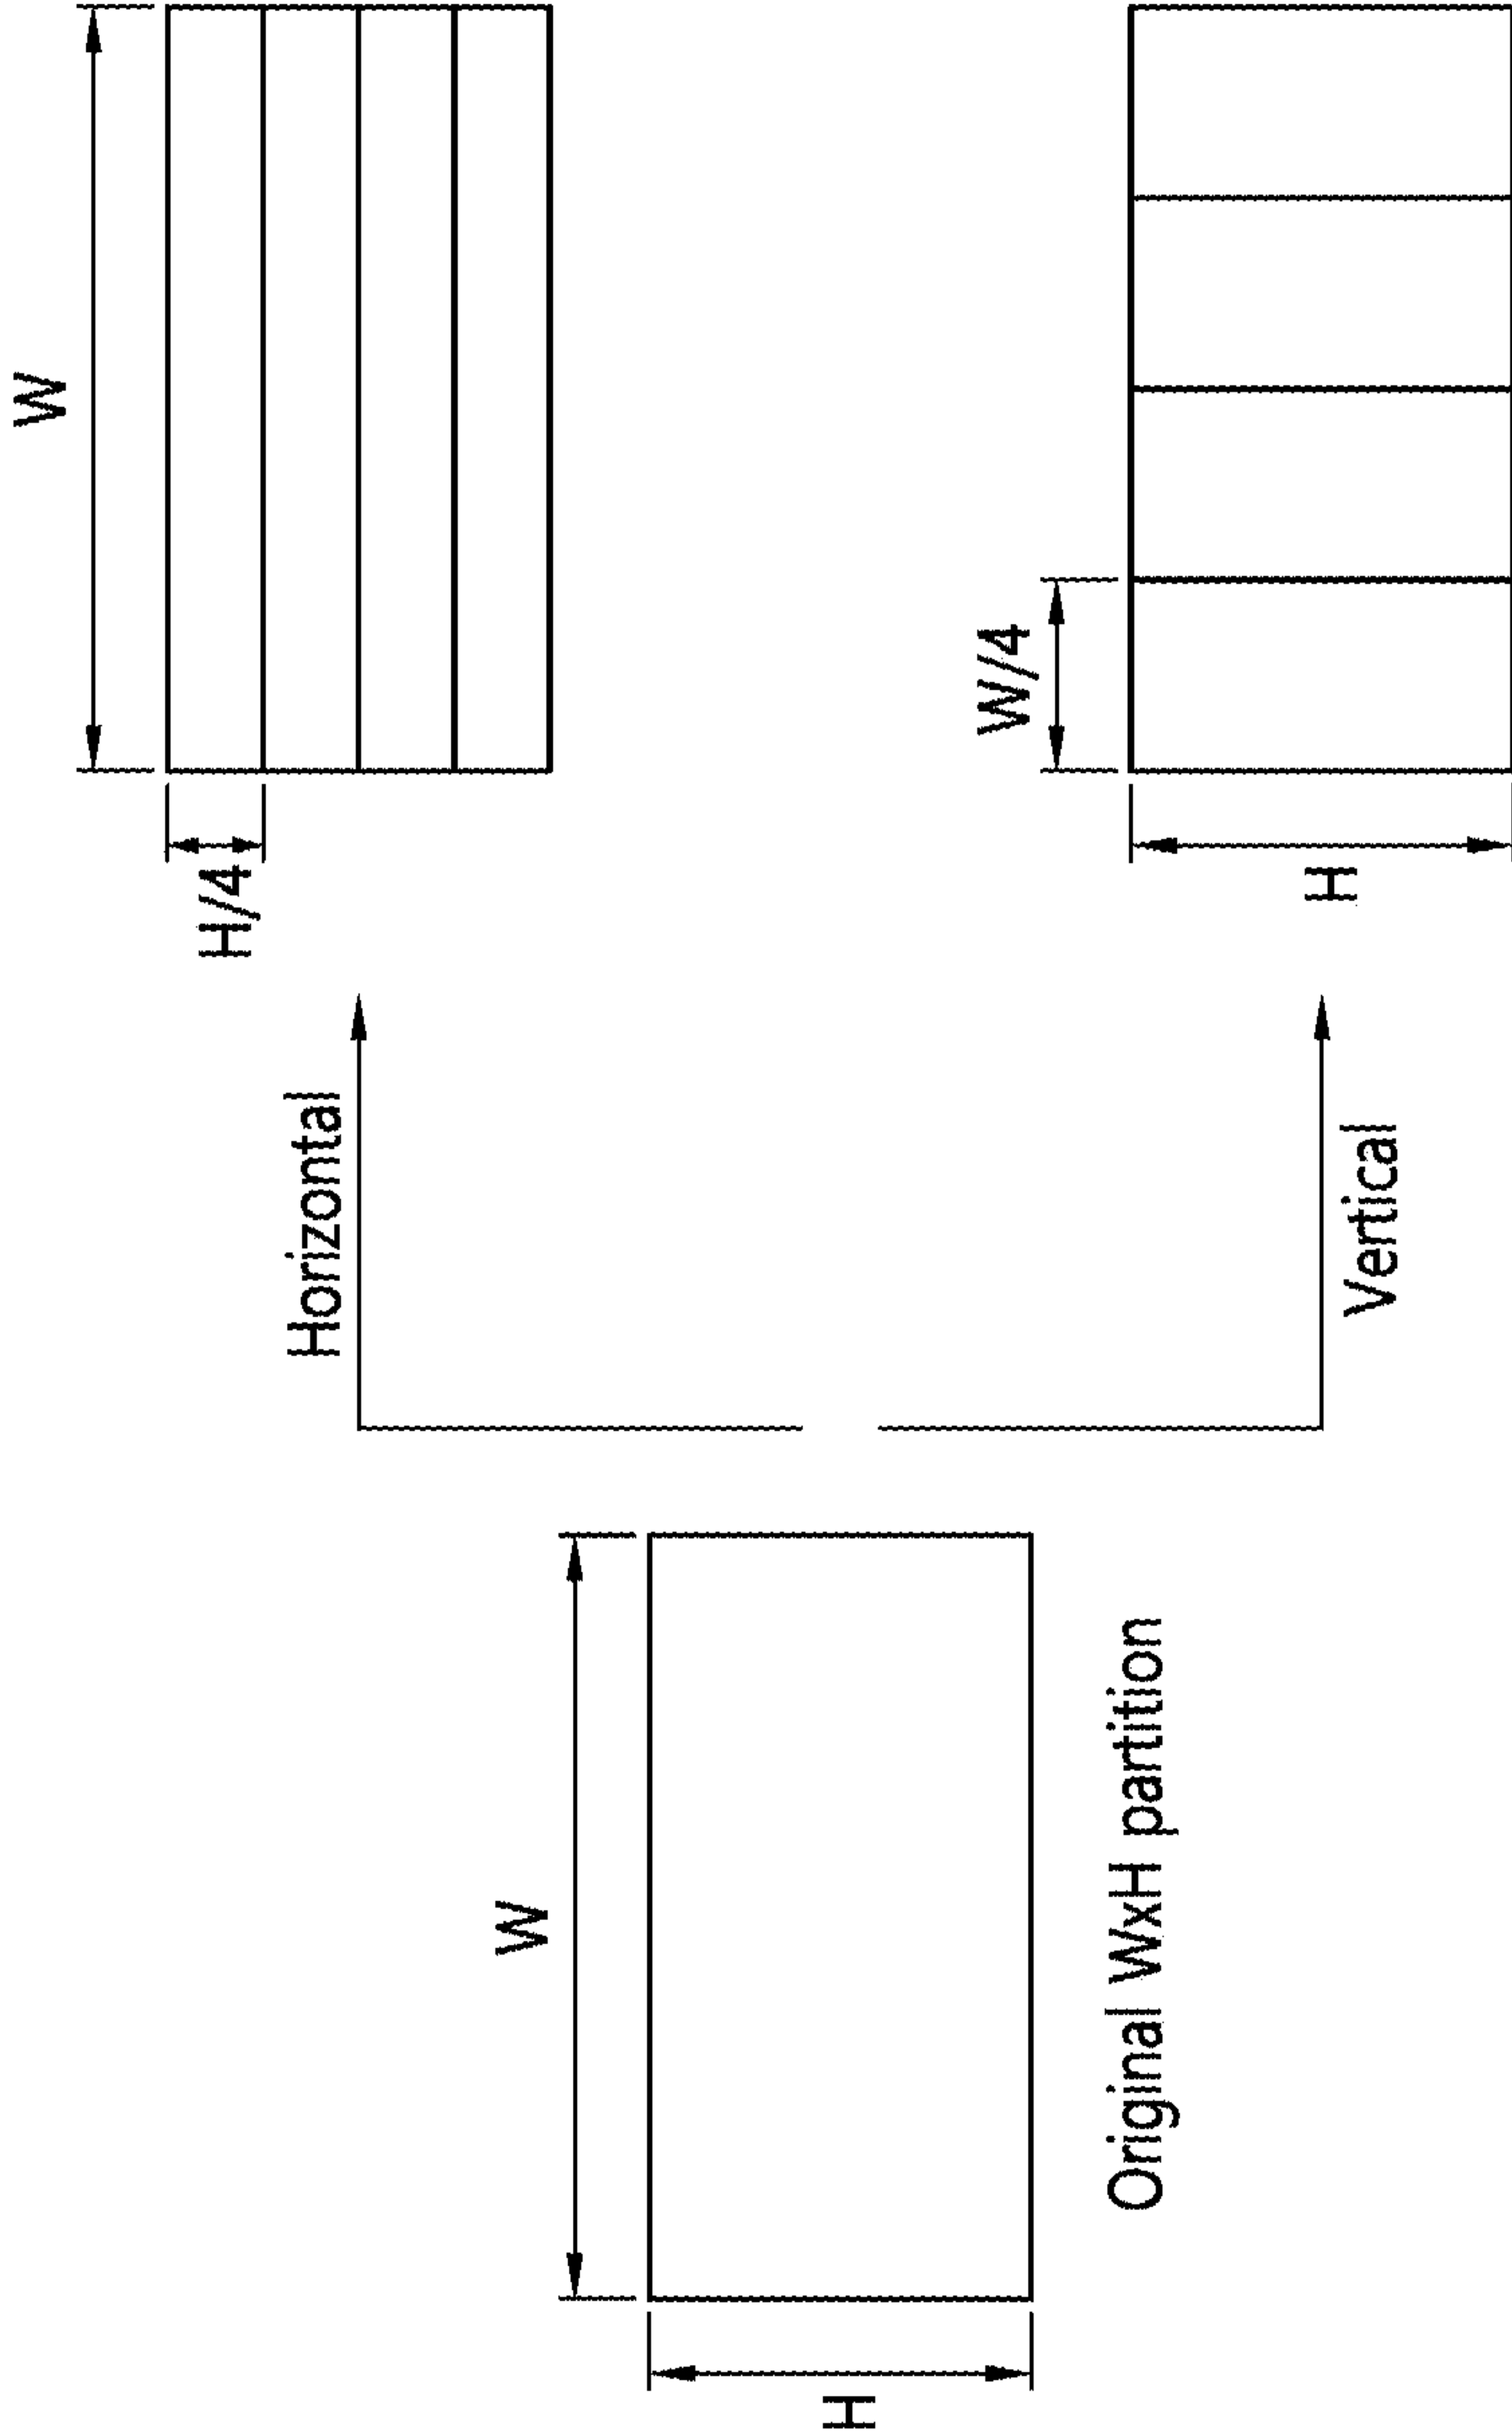 W
H
Original WxH partition
Horizontal
W
H/4
Vertical
W/4
H